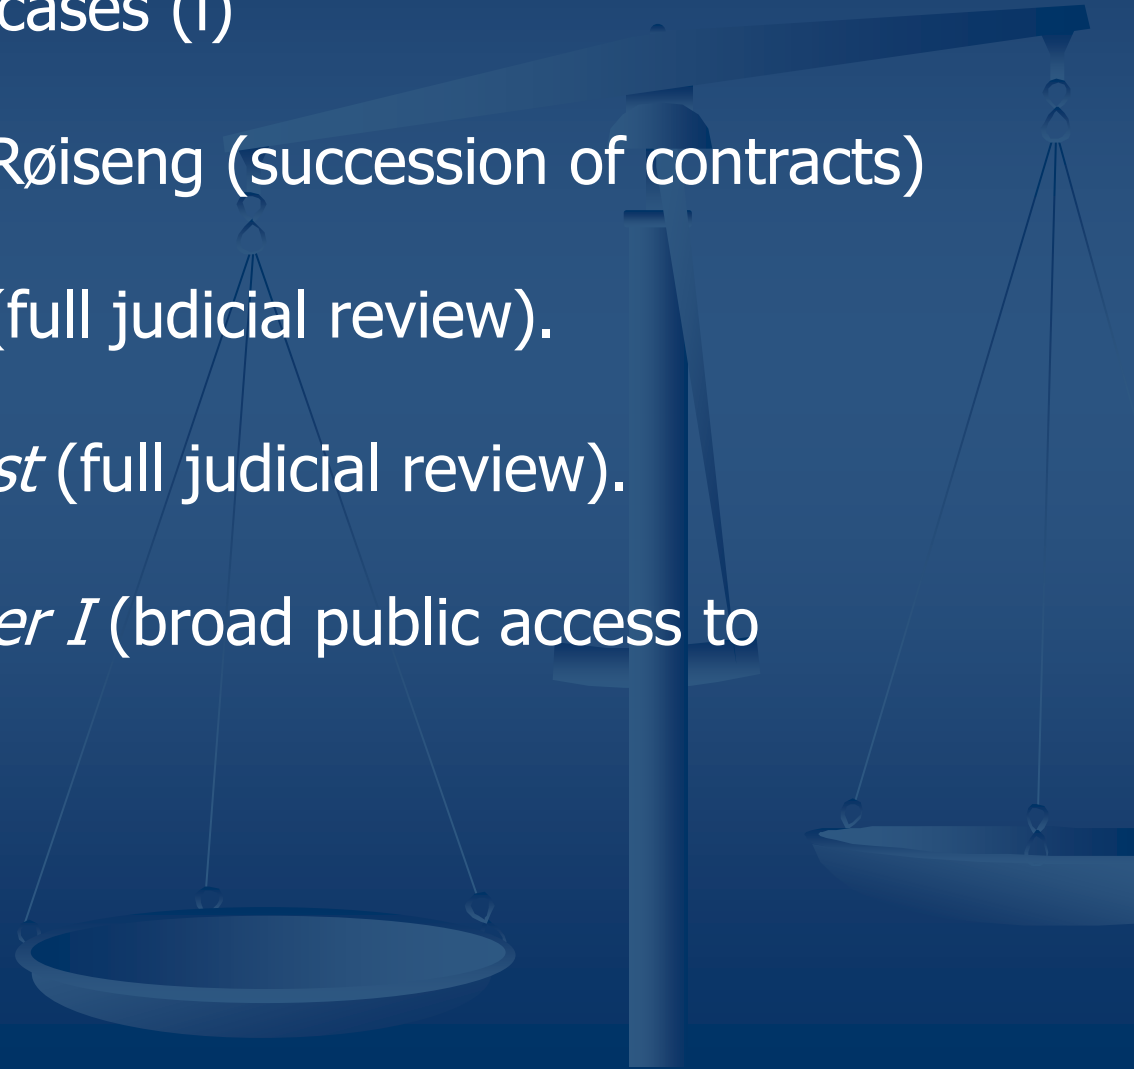 cases (I)
Røiseng (succession of contracts)
(full judicial review).
st (full judicial review).
er I (broad public access to